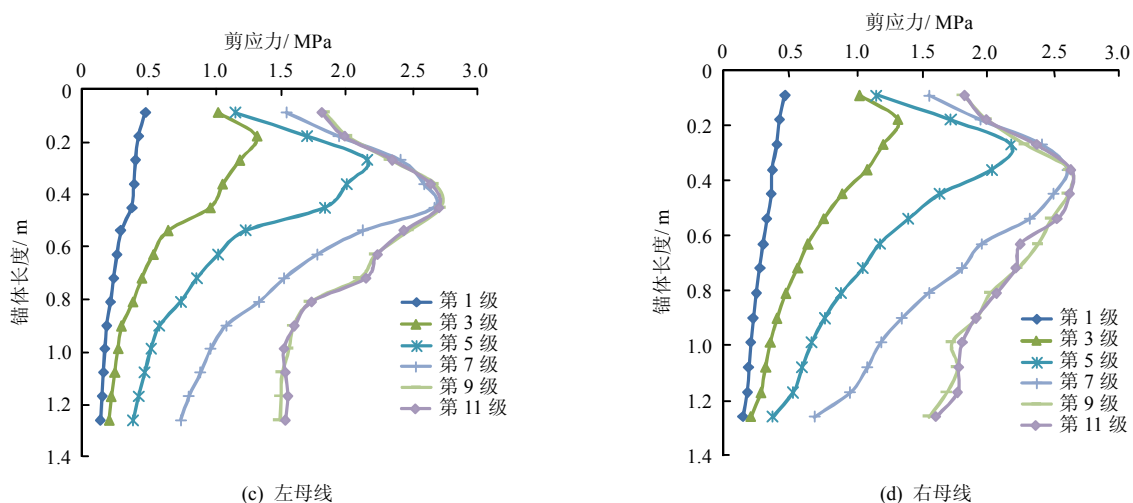 剪应力/ MPa
0 0.5 1.0 1.5 2.0 2.5 3.0
0
0.2
0.4
0.6
0.8
1.0
1.2
1.4
锚体长度/ m
第 1 级
第 3 级
第 5 级
第 7 级
第 9 级
第 11 级
(c) 左母线
剪应力/ MPa
0 0.5 1.0 1.5 2.0 2.5 3.0
0
0.2
0.4
0.6
0.8
1.0
1.2
1.4
锚体长度/ m
第 1 级
第 3 级
第 5 级
第 7 级
第 9 级
第 11 级
(d) 右母线